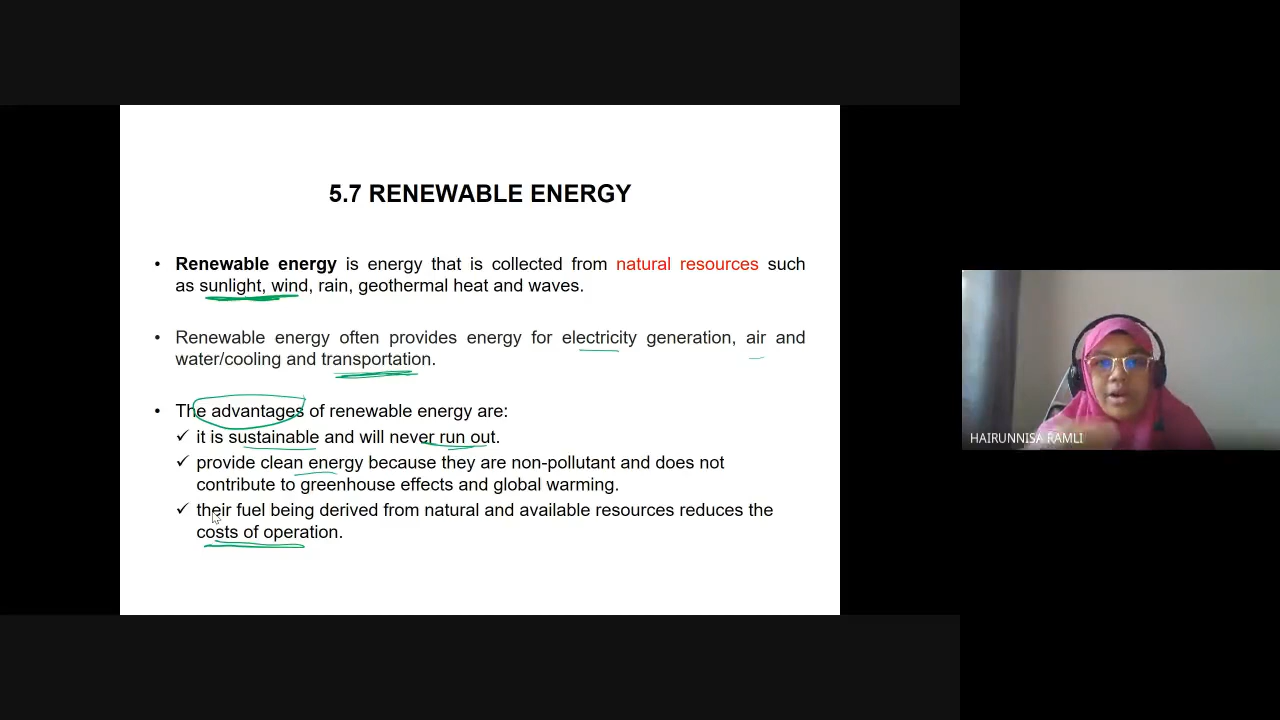 5.7 RENEWABLE ENERGY
• Renewable energy is energy that is collected from natural resources such
as sunlight, wind, rain, geothermal heat and waves.
• Renewable energy often provides energy for electricity generation, air and
water/cooling and transportation.
• The advantages of renewable energy are:
✓ it is sustainable and will never run out.
✓ provide clean energy because they are non-pollutant and does not
contribute to greenhouse effects and global warming.
✓ their fuel being derived from natural and available resources reduces the
costs of operation.
HAIRUNNISA RAMLI